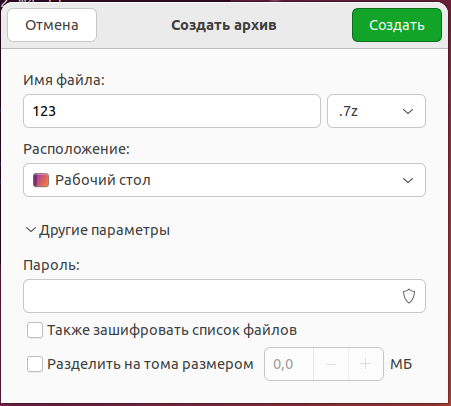 Отмена Создать архив Создать
Имя файла:
123 .7z
Расположение:
Рабочий стол
Другие параметры
Пароль:
Также зашифровать список файлов
Разделить на тома размером 0,0 МБ